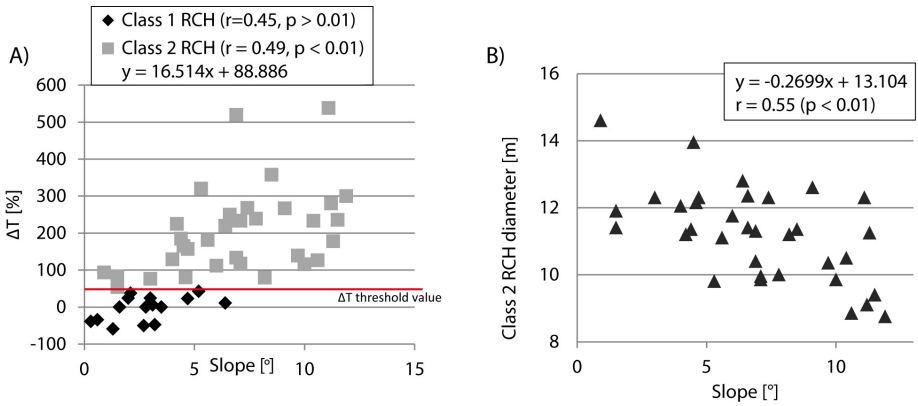 A)
Class 1 RCH (r=0.45, p > 0.01)
Class 2 RCH (r = 0.49, p < 0.01)
y = 16.514x + 88.886
600
500
400
300
200
100
0
-100
ΔT [%]
ΔT threshold value
0
5
10
15
Slope [°]
B)
y = -0.2699x + 13.104
r = 0.55 (p < 0.01)
16
14
12
10
8
Class 2 RCH diameter [m]
0
5
10
Slope [°]